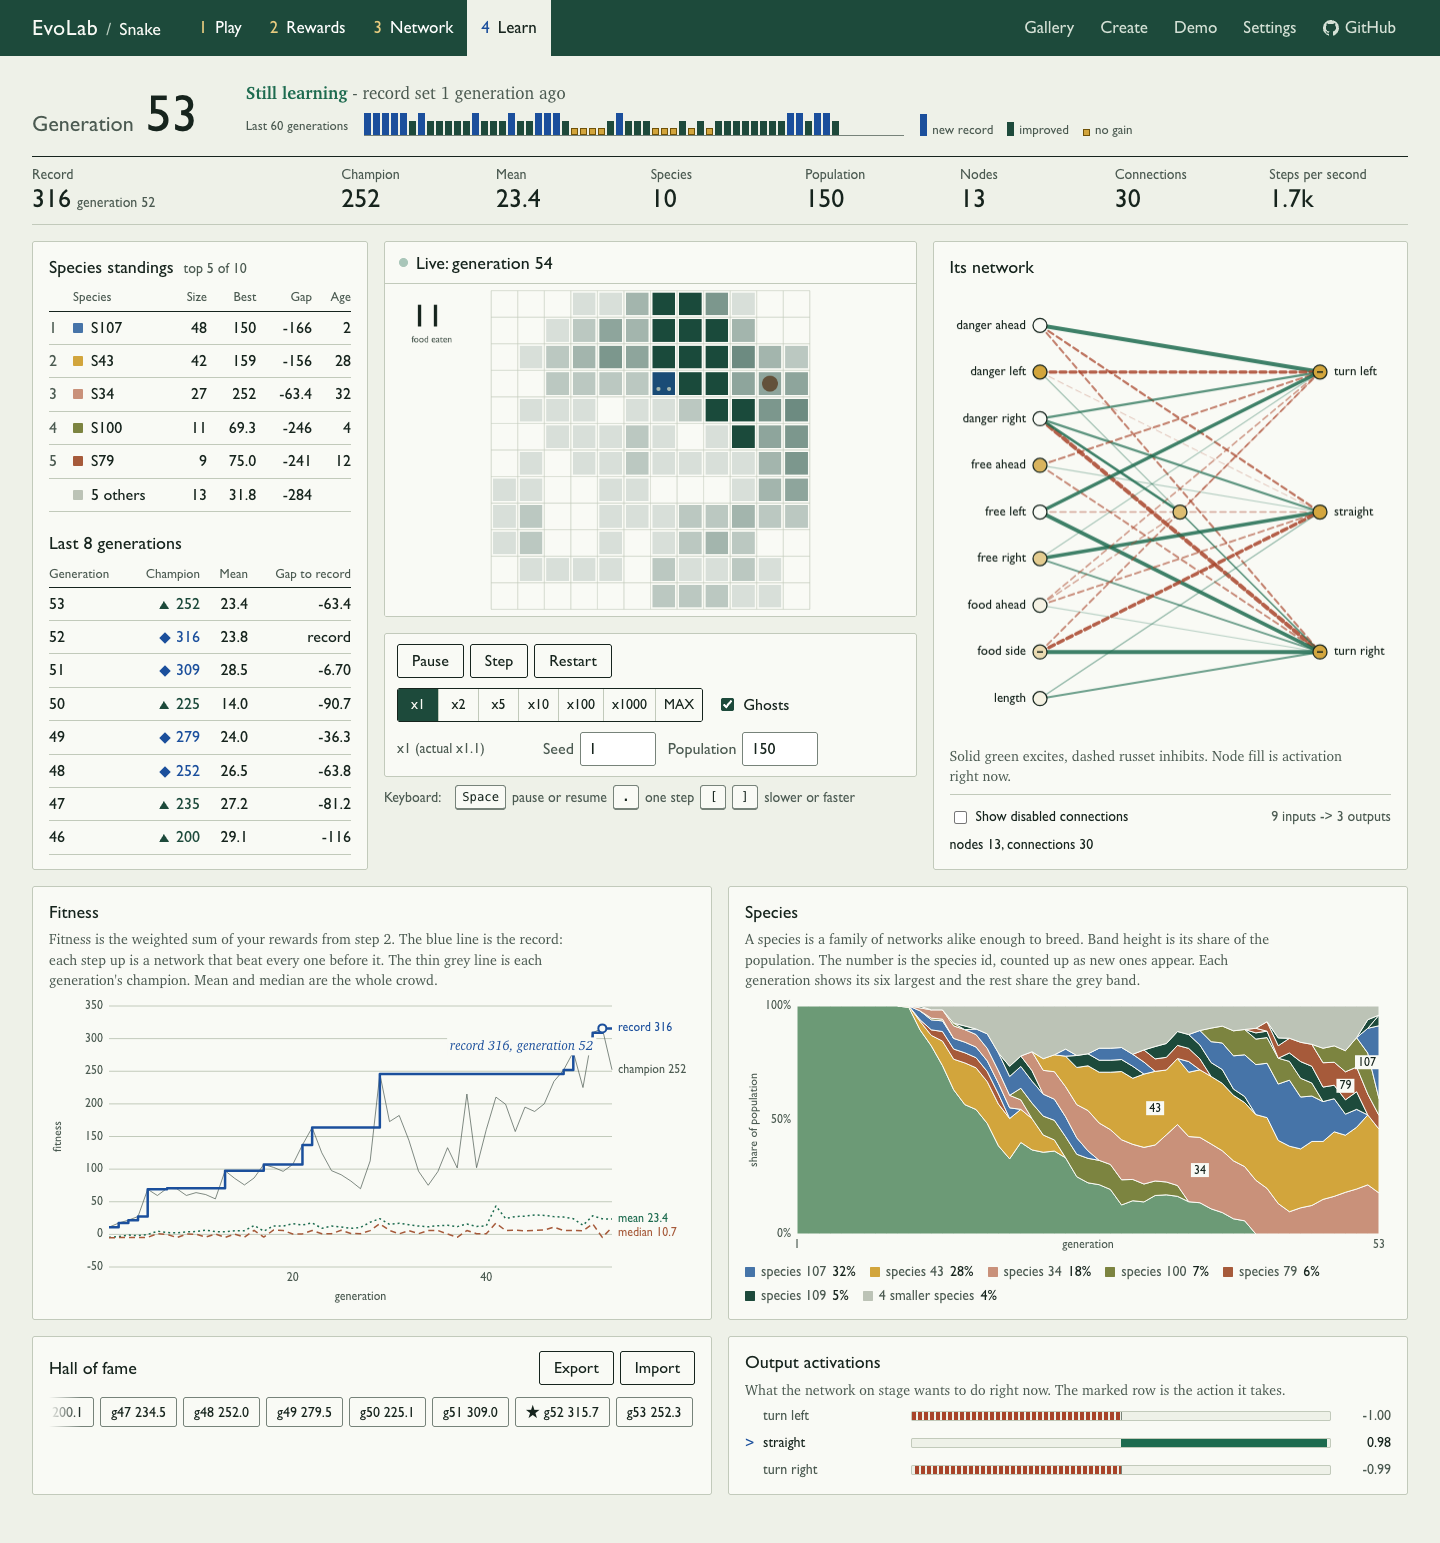 EvoLab / Snake 1 Play 2 Rewards 3 Network 4 Learn Gallery Create Demo Settings GitHub
Generation 53
Still learning - record set 1 generation ago
Last 60 generations new record improved no gain
Record Champion Mean Species Population Nodes Connections Steps per second
316 generation 52 252 23.4 10 150 13 30 1.7k
Species standings top 5 of 10
Species Size Best Gap Age
1 S107 48 150 -166 2
2 S43 42 159 -156 28
3 S34 27 252 -63.4 32
4 S100 11 69.3 -246 4
5 S79 9 75.0 -241 12
5 others 13 31.8 -284
Last 8 generations
Generation Champion Mean Gap to record
53 ▲ 252 23.4 -63.4
52 ◆ 316 23.8 record
51 ◆ 309 28.5 -6.70
50 ▲ 225 14.0 -90.7
49 ◆ 279 24.0 -36.3
48 ◆ 252 26.5 -63.8
47 ▲ 235 27.2 -81.2
46 ▲ 200 29.1 -116
Live: generation 54
11
food eaten
Pause Step Restart
x1 x2 x5 x10 x100 x1000 MAX Ghosts
x1 (actual x1.1) Seed 1 Population 150
Keyboard: Space pause or resume . one step [ ] slower or faster
Its network
danger ahead
danger left
danger right
free ahead
free left
free right
food ahead
food side
length
turn left
straight
turn right
Solid green excites, dashed russet inhibits. Node fill is activation
right now.
Show disabled connections 9 inputs -> 3 outputs
nodes 13, connections 30
Fitness
Fitness is the weighted sum of your rewards from step 2. The blue line is the record:
each step up is a network that beat every one before it. The thin grey line is each
generation's champion. Mean and median are the whole crowd.
350
300
250
200
150
100
50
0
-50
fitness
record 316, generation 52
record 316
champion 252
mean 23.4
median 10.7
20 40
generation
Species
A species is a family of networks alike enough to breed. Band height is its share of the
population. The number is the species id, counted up as new ones appear. Each
generation shows its six largest and the rest share the grey band.
100%
50%
0%
share of population
107
79
43
34
1 generation 53
species 107 32% species 43 28% species 34 18% species 100 7% species 79 6%
species 109 5% 4 smaller species 4%
Hall of fame Export Import
200.1 g47 234.5 g48 252.0 g49 279.5 g50 225.1 g51 309.0 ★ g52 315.7 g53 252.3
Output activations
What the network on stage wants to do right now. The marked row is the action it takes.
turn left -1.00
> straight 0.98
turn right -0.99